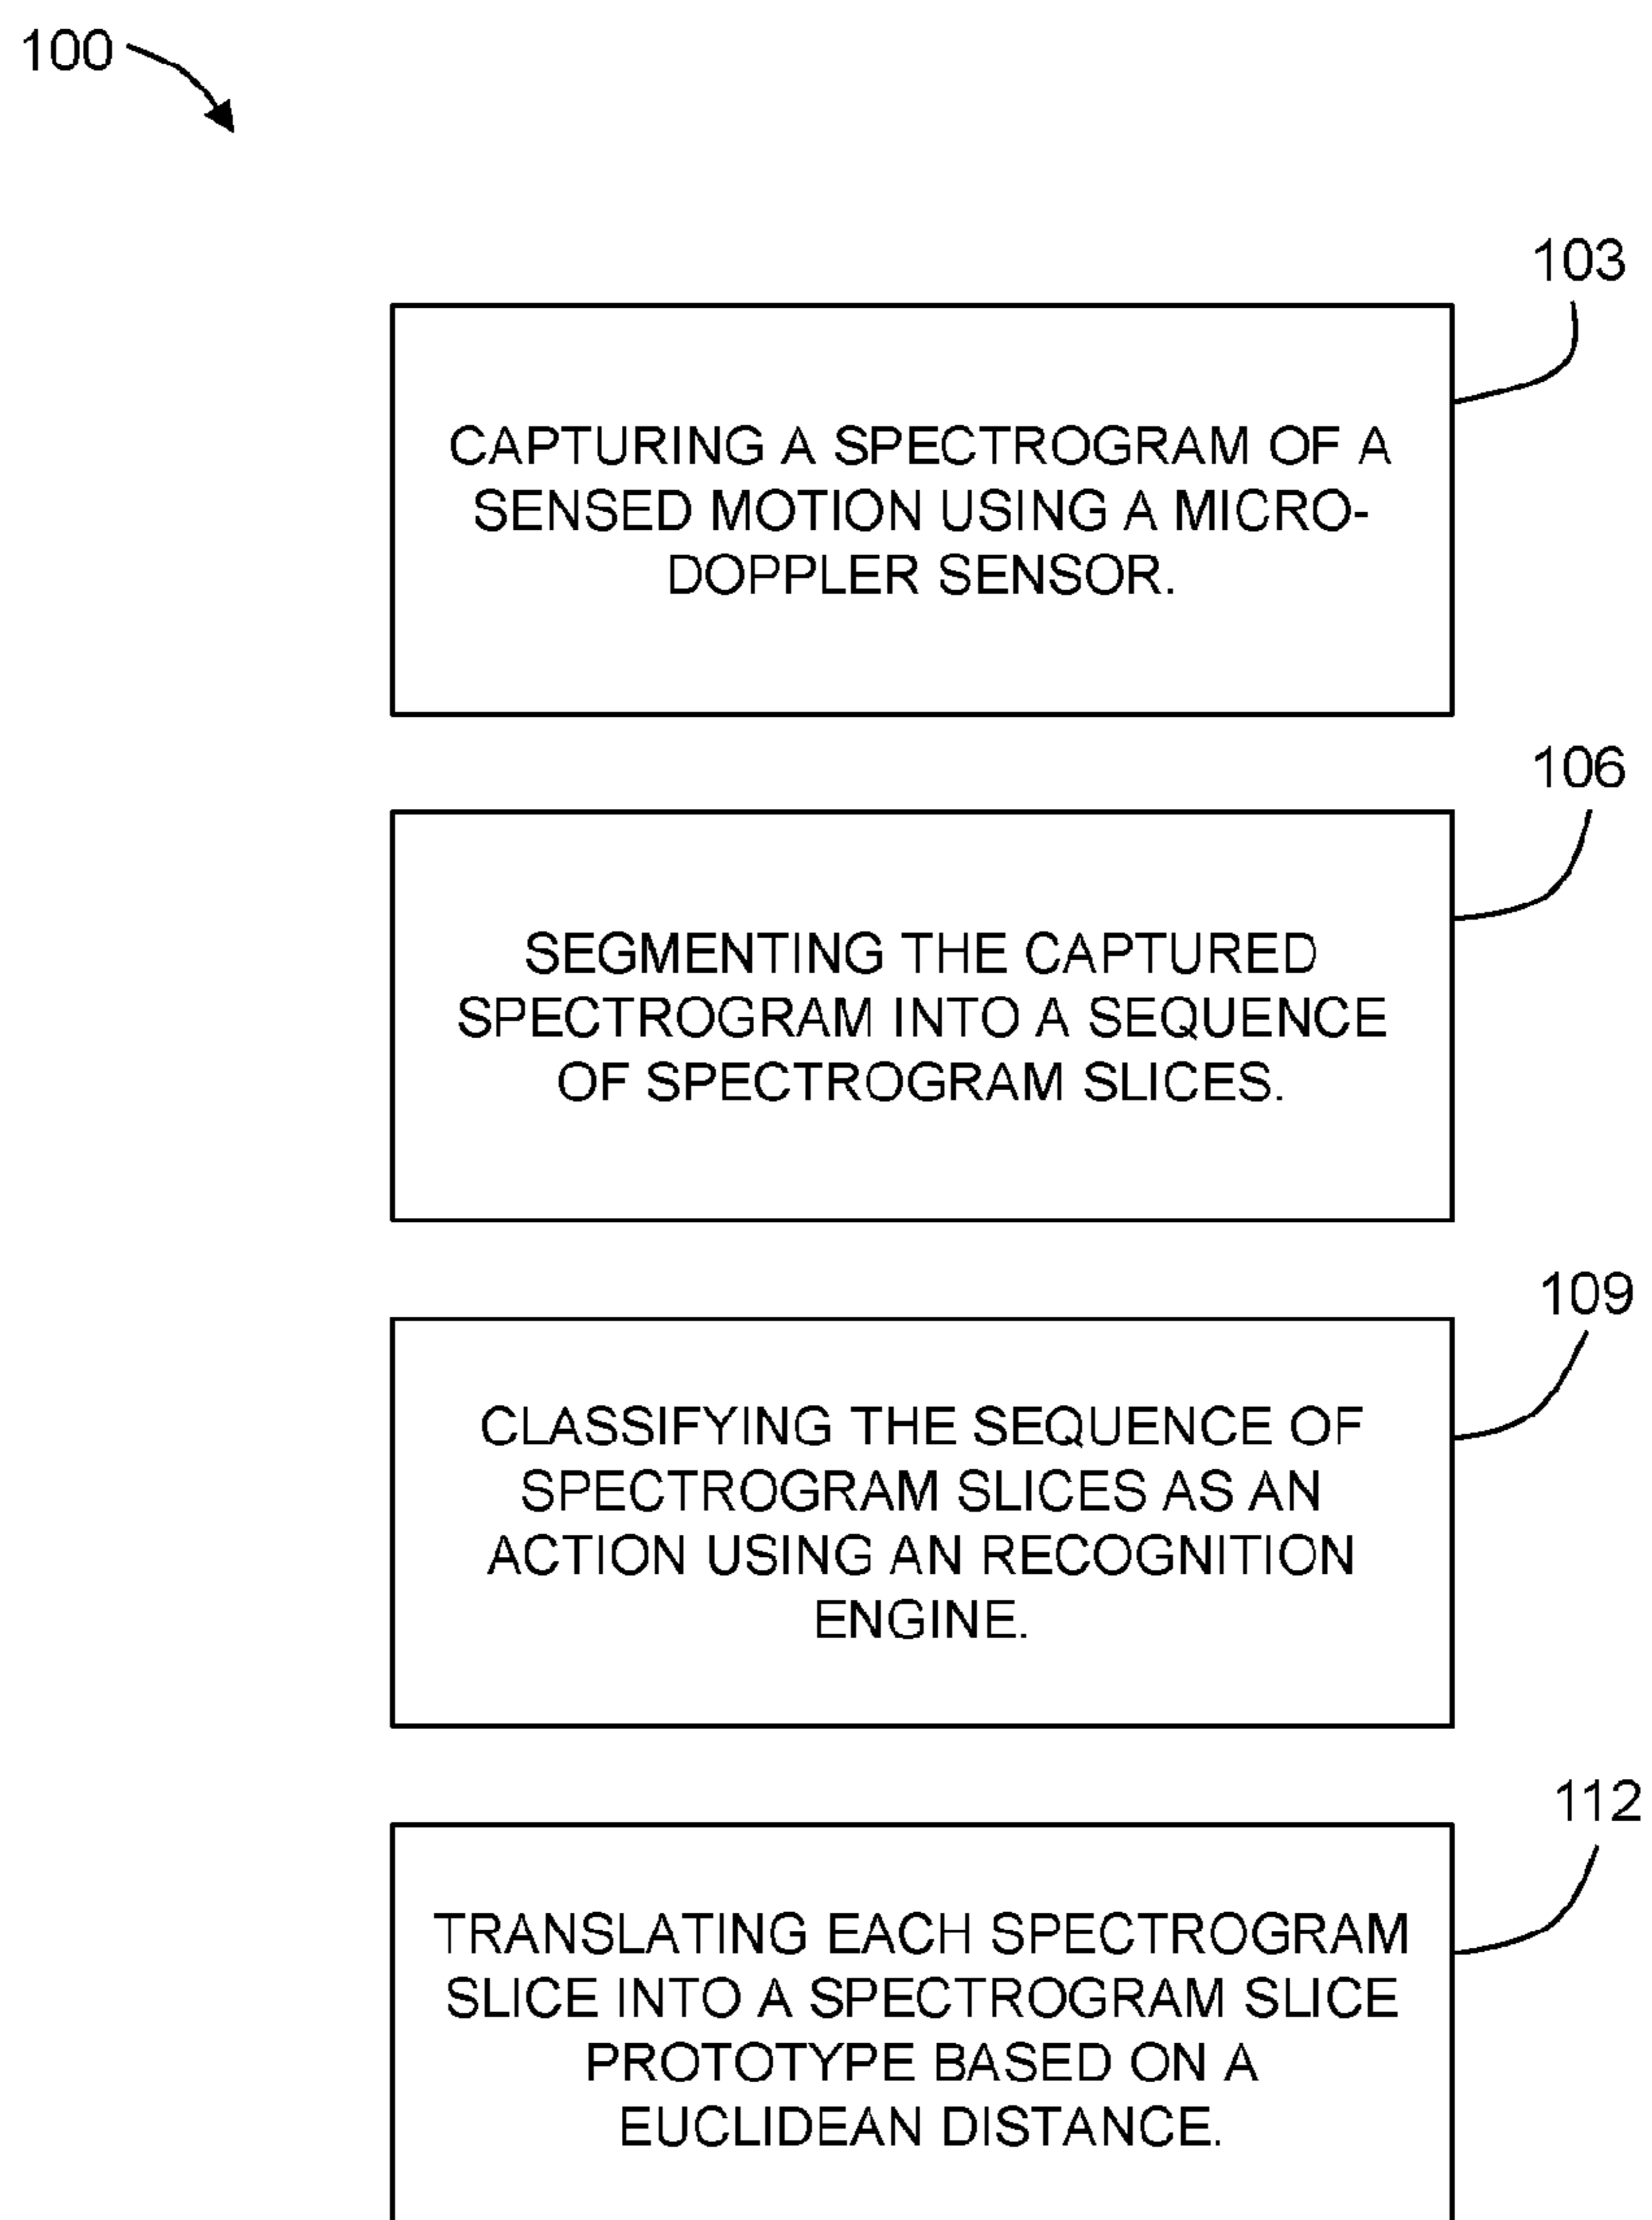 100
103
CAPTURING A SPECTROGRAM OF A
SENSED MOTION USING A MICRO-
DOPPLER SENSOR.
106
SEGMENTING THE CAPTURED
SPECTROGRAM INTO A SEQUENCE
OF SPECTROGRAM SLICES.
109
CLASSIFYING THE SEQUENCE OF
SPECTROGRAM SLICES AS AN
ACTION USING AN RECOGNITION
ENGINE.
112
TRANSLATING EACH SPECTROGRAM
SLICE INTO A SPECTROGRAM SLICE
PROTOTYPE BASED ON A
EUCLIDEAN DISTANCE.